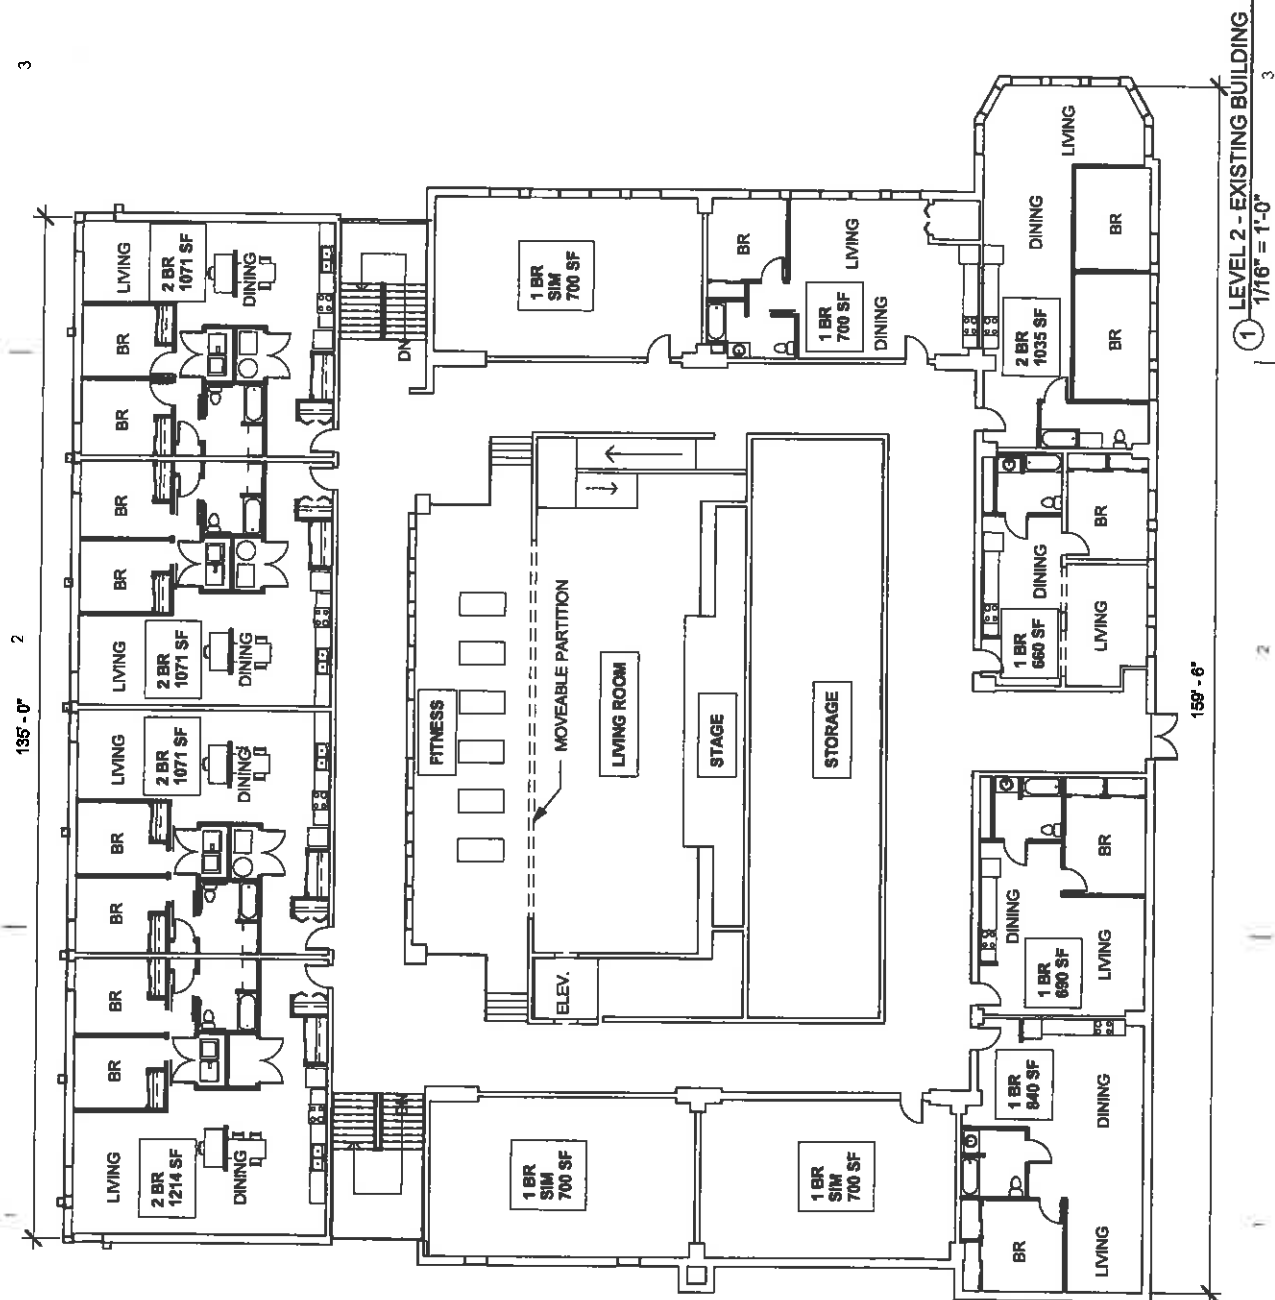 3
2
135' - 0"
LIVING
2 BR
1071 SF
DINING
BR
BR
BR
BR
LIVING
2 BR
1071 SF
DINING
LIVING
2 BR
1071 SF
DINING
BR
BR
BR
BR
LIVING
2 BR
1214 SF
DINING
DN
DN
1 BR
SIM
700 SF
BR
LIVING
1 BR
700 SF
DINING
FITNESS
MOVEABLE PARTITION
LIVING ROOM
STAGE
STORAGE
ELEV.
1 BR
SIM
700 SF
1 BR
SIM
700 SF
LIVING
DINING
BR
2 BR
1035 SF
BR
BR
DINING
1 BR
660 SF
LIVING
BR
DINING
1 BR
690 SF
LIVING
1 BR
840 SF
DINING
BR
LIVING
159' - 6"
1
LEVEL 2 - EXISTING BUILDING
1/16" = 1'-0"
3
2